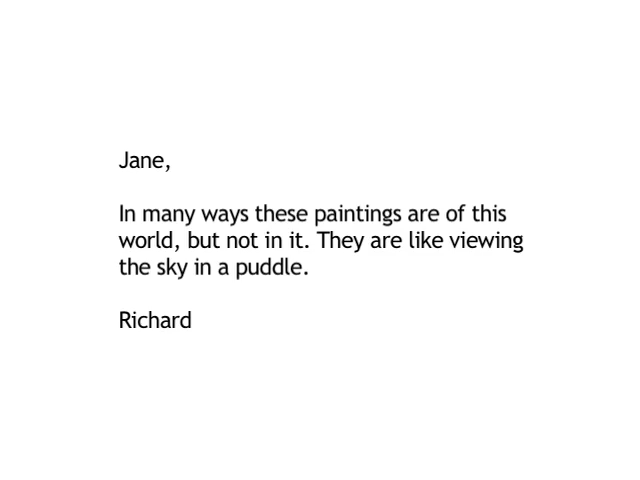 Jane,
In many ways these paintings are of this
world, but not in it. They are like viewing
the sky in a puddle.
Richard